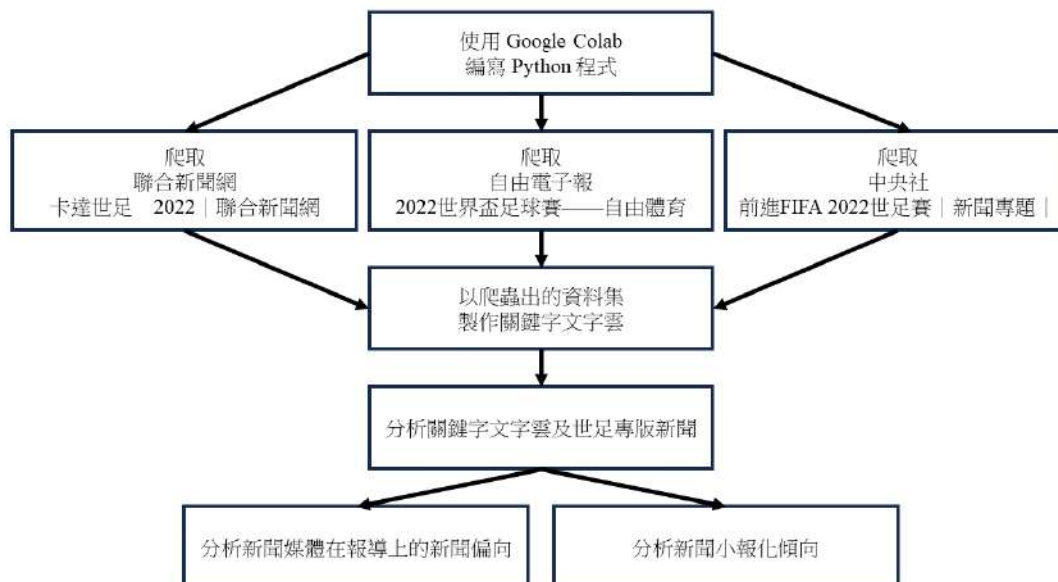 使用 Google Colab
編寫 Python 程式
爬取
聯合新聞網
卡達世足 2022｜聯合新聞網
爬取
自由電子報
2022世界盃足球賽——自由體育
爬取
中央社
前進FIFA 2022世足賽｜新聞專題｜
以爬蟲出的資料集
製作關鍵字文字雲
分析關鍵字文字雲及世足專版新聞
分析新聞媒體在報導上的新聞偏向
分析新聞小報化傾向